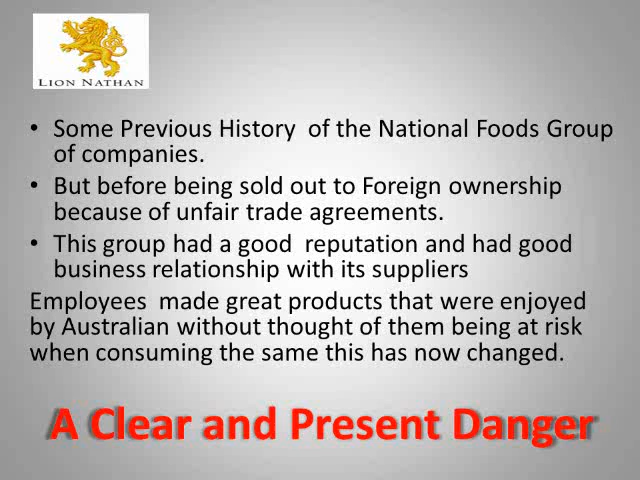 LION NATHAN
• Some Previous History of the National Foods Group
of companies.
• But before being sold out to Foreign ownership
because of unfair trade agreements.
• This group had a good reputation and had good
business relationship with its suppliers
Employees made great products that were enjoyed
by Australian without thought of them being at risk
when consuming the same this has now changed.
A Clear and Present Danger